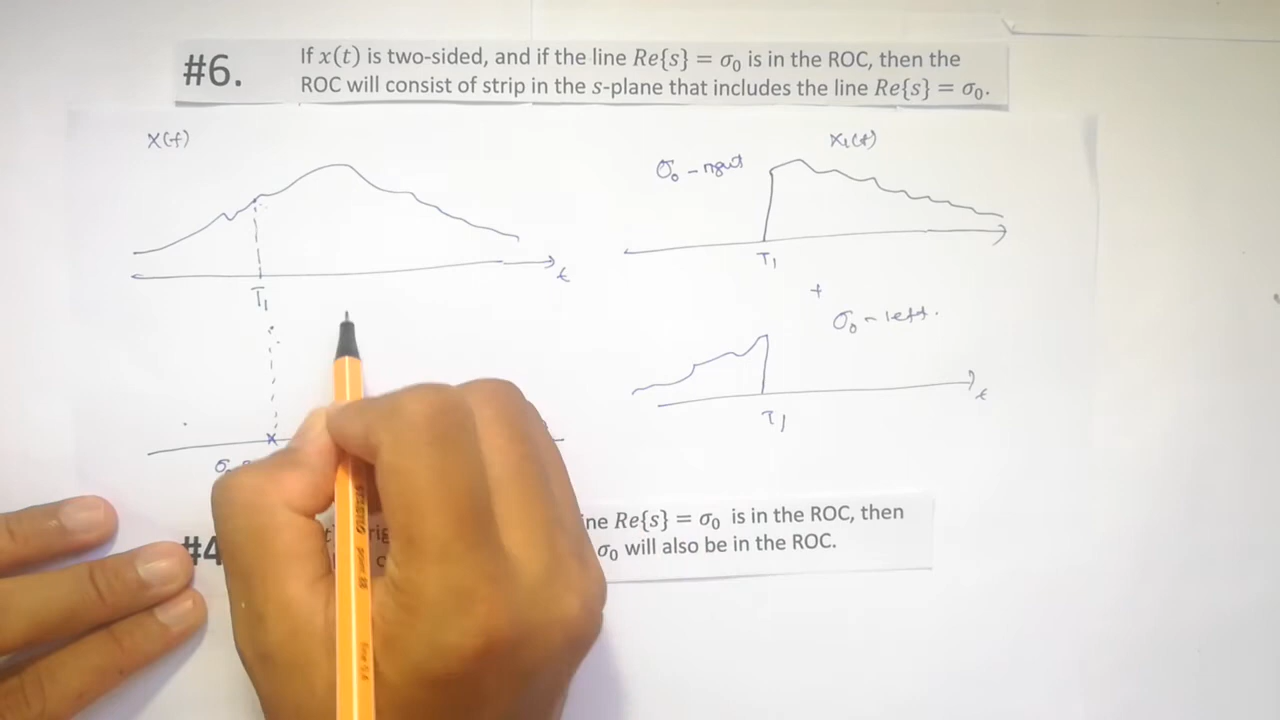 #6.
If x(t) is two-sided, and if the line Re{s} = σ₀ is in the ROC, then the
ROC will consist of strip in the s-plane that includes the line Re{s} = σ₀.
x(t)
σ₀ - right
x₁(t)
T₁
t
T₁
+
σ₀ - left.
t
T₁
x
#4
ne Re{s} = σ₀ is in the ROC, then
σ₀ will also be in the ROC.